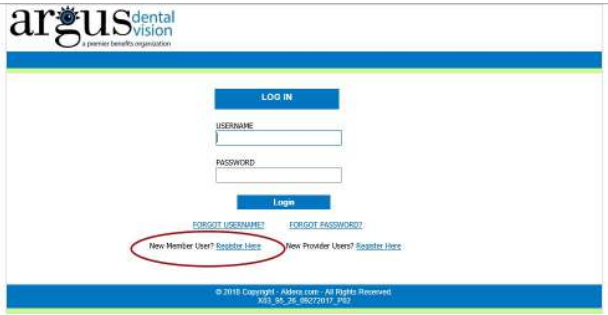 argus dental vision
a premier benefits organization
LOG IN
USERNAME
PASSWORD
Login
FORGOT USERNAME? FORGOT PASSWORD?
New Member User? Register Here New Provider Users? Register Here
© 2018 Copyright - Aldera.com - All Rights Reserved.
X03_95_26_09272017_P02